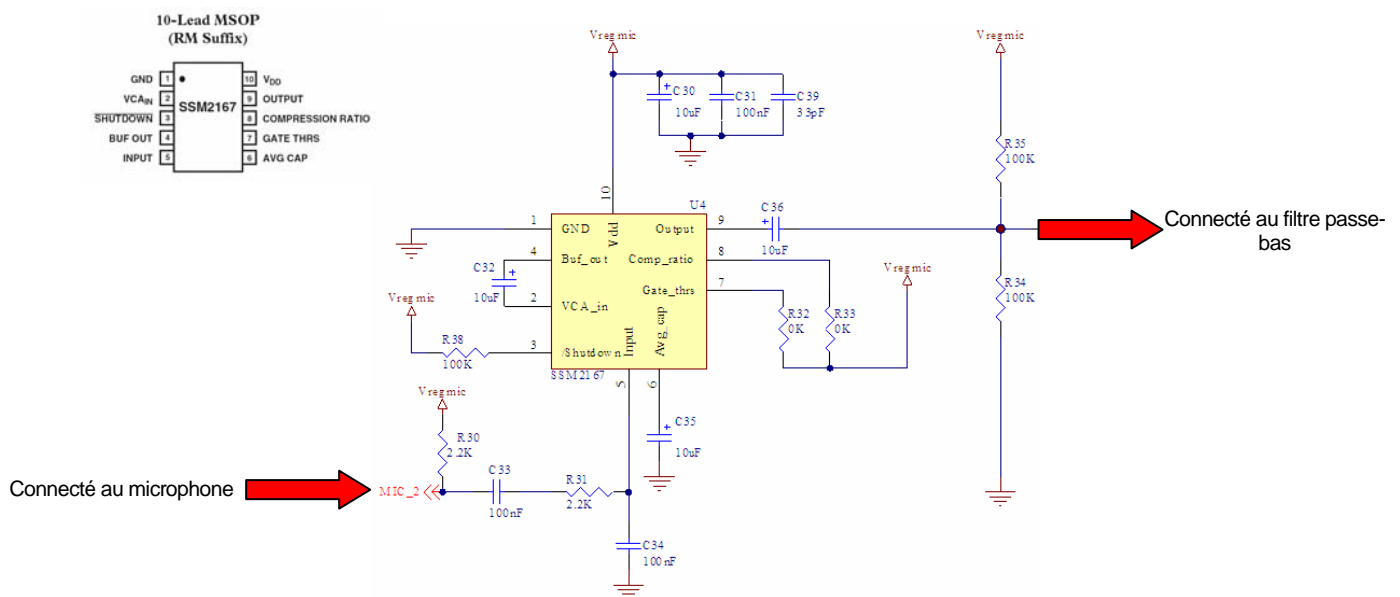 10-Lead MSOP
(RM Suffix)
GND 1
VCAIN 2
SHUTDOWN 3
BUF OUT 4
INPUT 5
SSM2167
10 VDD
9 OUTPUT
8 COMPRESSION RATIO
7 GATE THRS
6 AVG CAP
Vregmic
C30
10uF
C31
100nF
C39
33pF
Vregmic
R35
100K
Connecté au filtre passe-
bas
R34
100K
U4
10
Vdd
1
GND
4
Buf_out
2
VCA_in
3
/Shutdown
Input
5
Avg_cap
6
Output
9
Comp_ratio
8
Gate_thrs
7
SSM2167
C36
10uF
C32
10uF
Vregmic
R38
100K
Vregmic
R32
0K
R33
0K
C35
10uF
Vregmic
R30
2.2K
Connecté au microphone
MIC_2
C33
100nF
R31
2.2K
C34
100nF